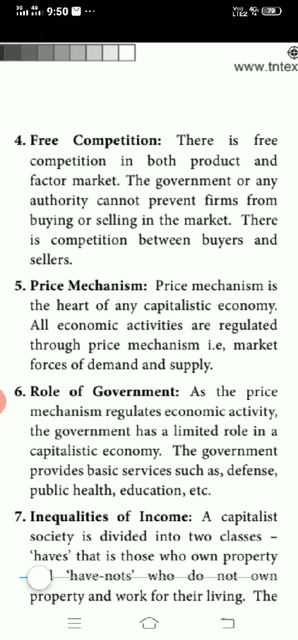 9:50
79
www.tntex
4. Free Competition: There is free
competition in both product and
factor market. The government or any
authority cannot prevent firms from
buying or selling in the market. There
is competition between buyers and
sellers.
5. Price Mechanism: Price mechanism is
the heart of any capitalistic economy.
All economic activities are regulated
through price mechanism i.e, market
forces of demand and supply.
6. Role of Government: As the price
mechanism regulates economic activity,
the government has a limited role in a
capitalistic economy. The government
provides basic services such as, defense,
public health, education, etc.
7. Inequalities of Income: A capitalist
society is divided into two classes –
‘haves’ that is those who own property
‘have-nots’ who do not own
property and work for their living. The